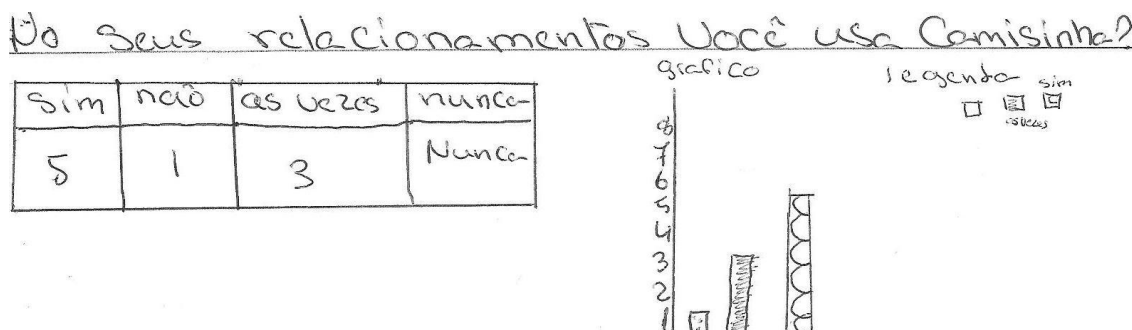 No Seus relacionamentos Você usa Camisinha?
sim não as vezes nunca
5 1 3 Nunca
grafico
legenda
sim
as vezes
8
7
6
5
4
3
2
1